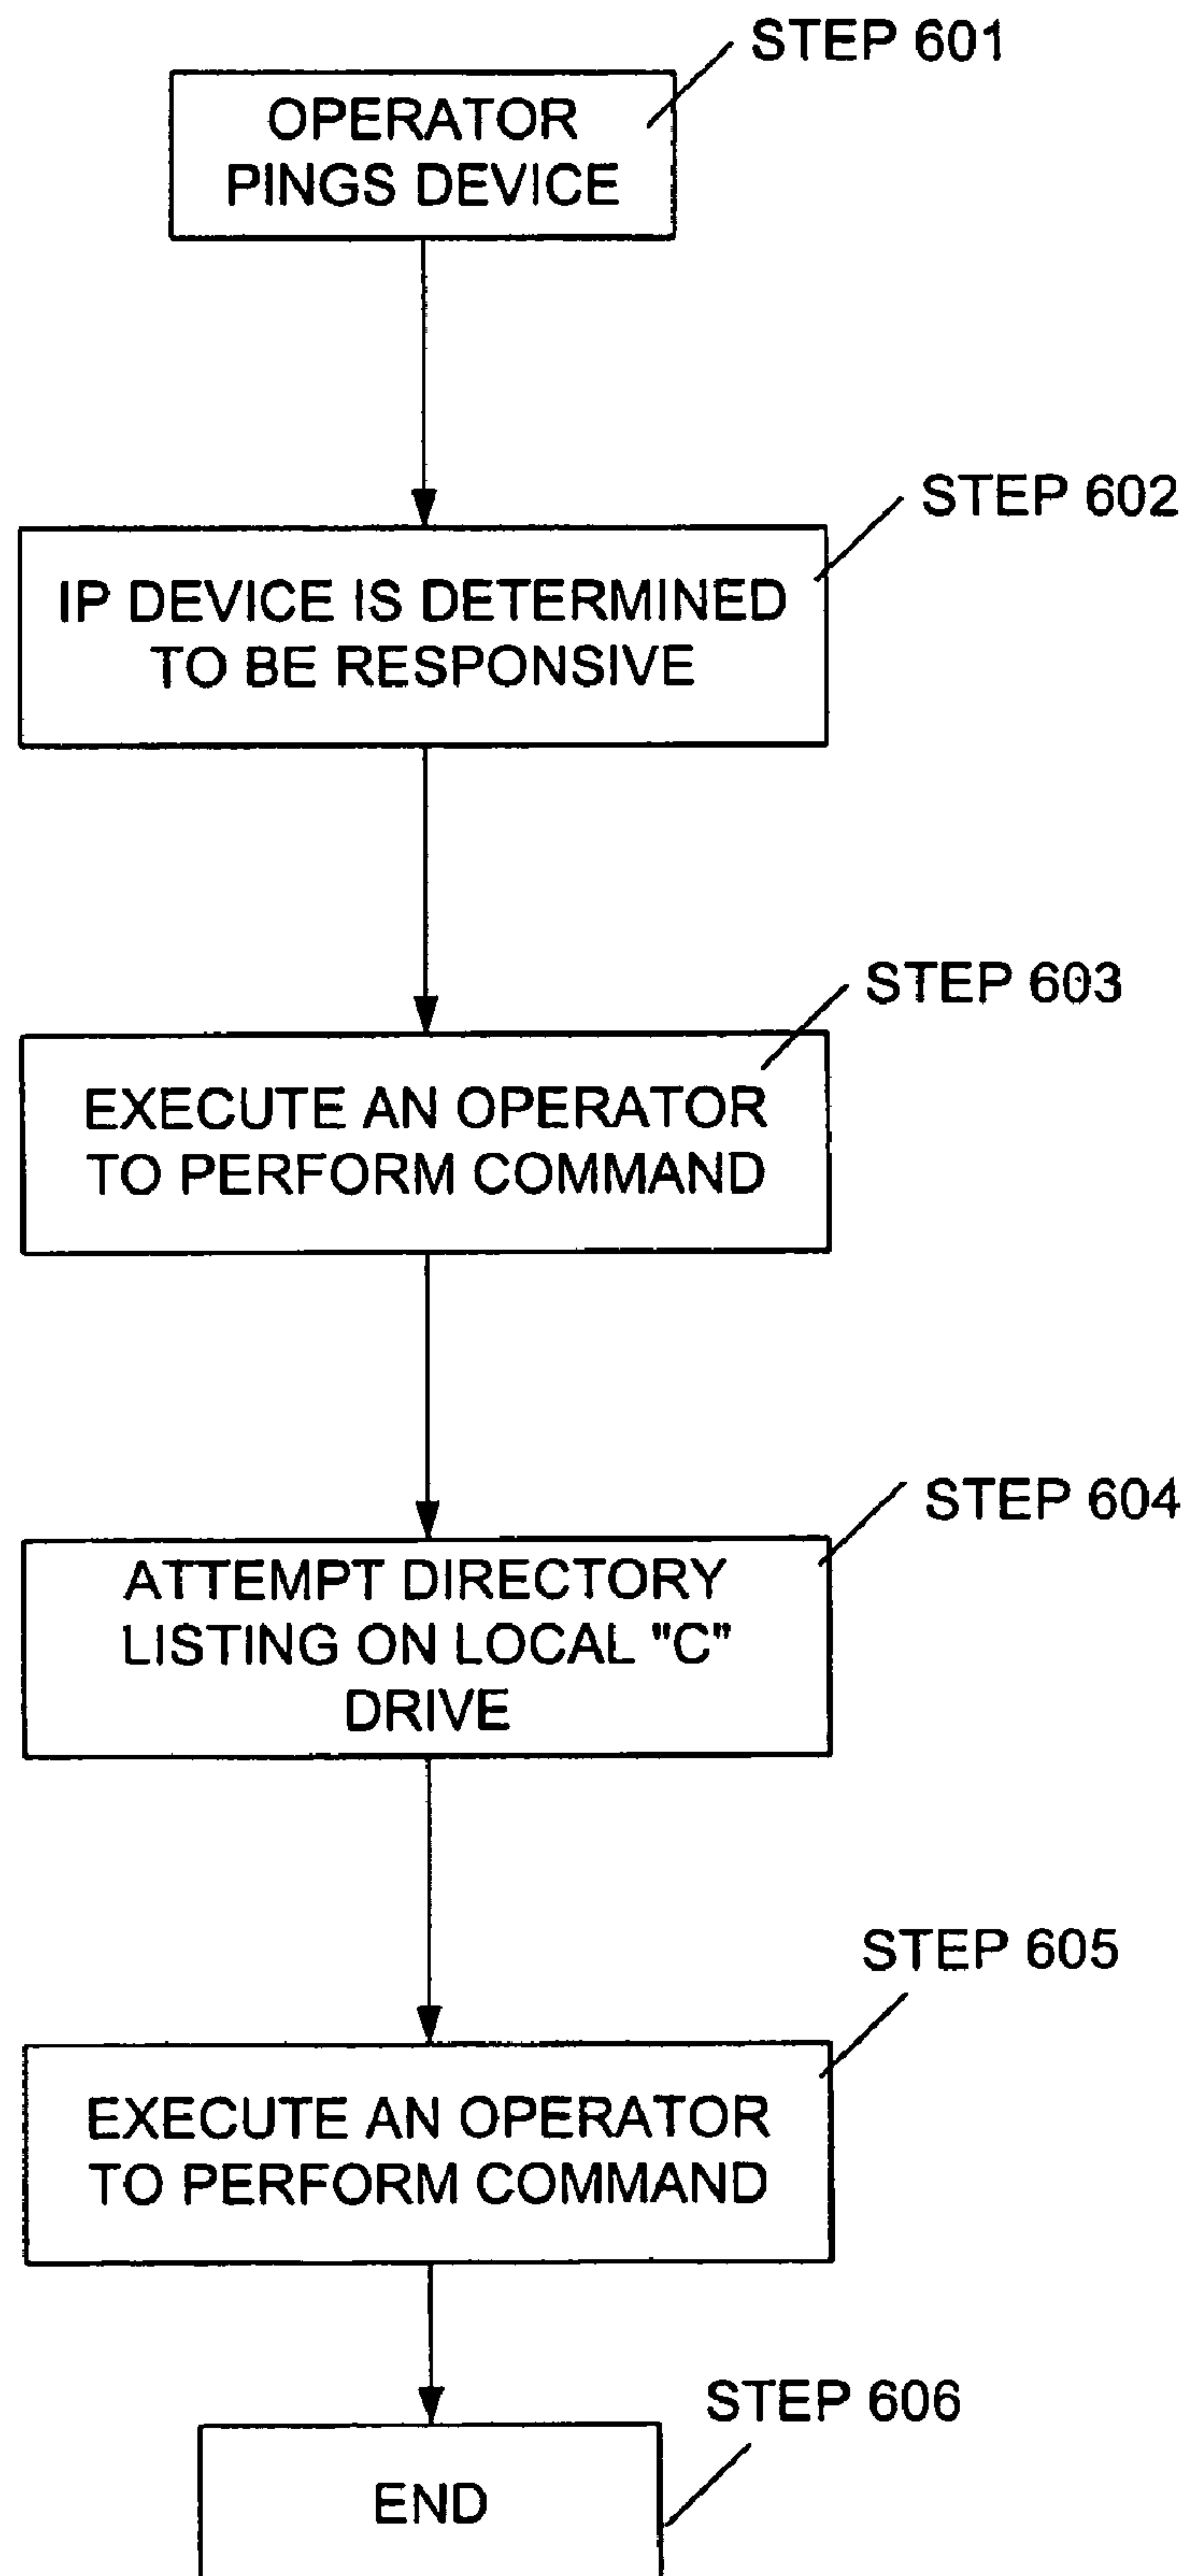 STEP 601
OPERATOR
PINGS DEVICE
STEP 602
IP DEVICE IS DETERMINED
TO BE RESPONSIVE
STEP 603
EXECUTE AN OPERATOR
TO PERFORM COMMAND
STEP 604
ATTEMPT DIRECTORY
LISTING ON LOCAL "C"
DRIVE
STEP 605
EXECUTE AN OPERATOR
TO PERFORM COMMAND
STEP 606
END